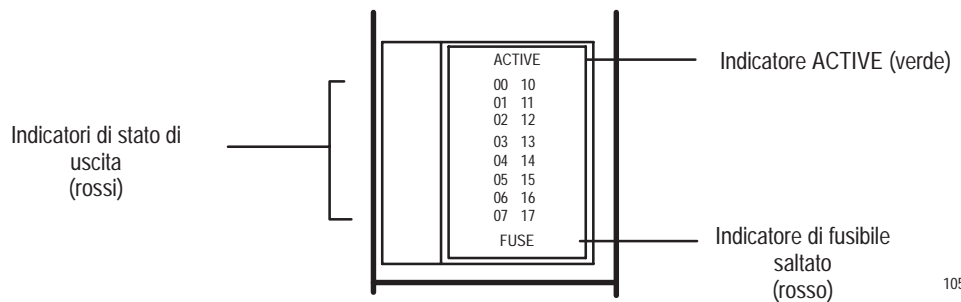 ACTIVE
Indicatore ACTIVE (verde)
00 10
01 11
02 12
03 13
04 14
05 15
06 16
07 17
Indicatori di stato di
uscita
(rossi)
FUSE
Indicatore di fusibile
saltato
(rosso)
105